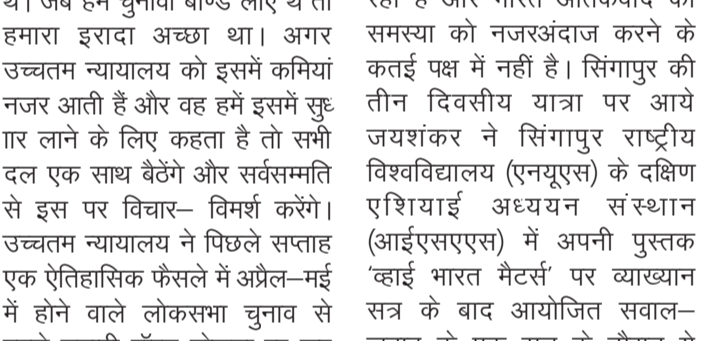 था। जब हम चुनावी बॉण्ड लाए थे तो
हमारा इरादा अच्छा था। अगर
उच्चतम न्यायालय को इसमें कमियां
नजर आती हैं और वह हमें इसमें सुध
ार लाने के लिए कहता है तो सभी
दल एक साथ बैठेंगे और सर्वसम्मति
से इस पर विचार– विमर्श करेंगे।
उच्चतम न्यायालय ने पिछले सप्ताह
एक ऐतिहासिक फैसले में अप्रैल–मई
में होने वाले लोकसभा चुनाव से
रहा है और भारत आतंकवाद की
समस्या को नजरअंदाज करने के
कतई पक्ष में नहीं है। सिंगापुर की
तीन दिवसीय यात्रा पर आये
जयशंकर ने सिंगापुर राष्ट्रीय
विश्वविद्यालय (एनयूएस) के दक्षिण
एशियाई अध्ययन संस्थान
(आईएसएएस) में अपनी पुस्तक
‘व्हाई भारत मैटर्स’ पर व्याख्यान
सत्र के बाद आयोजित सवाल–